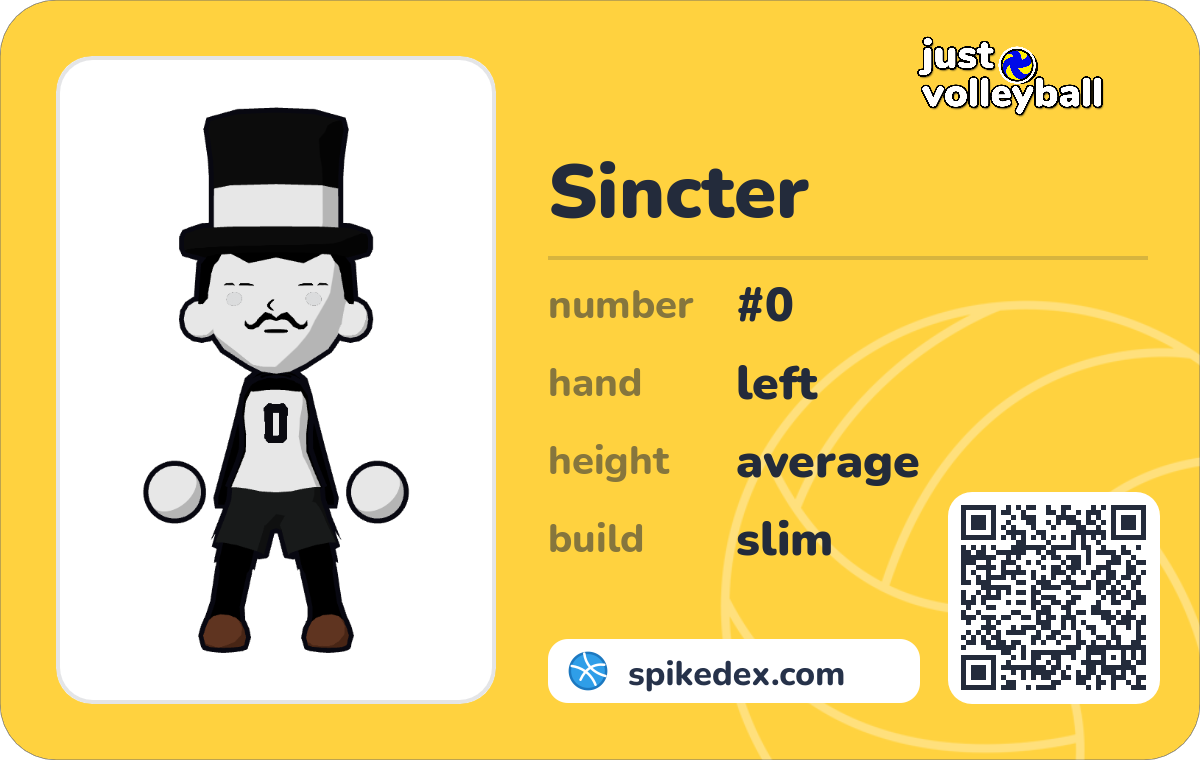 just
volleyball
Sincter
number #0
hand left
height average
build slim
0
spikedex.com